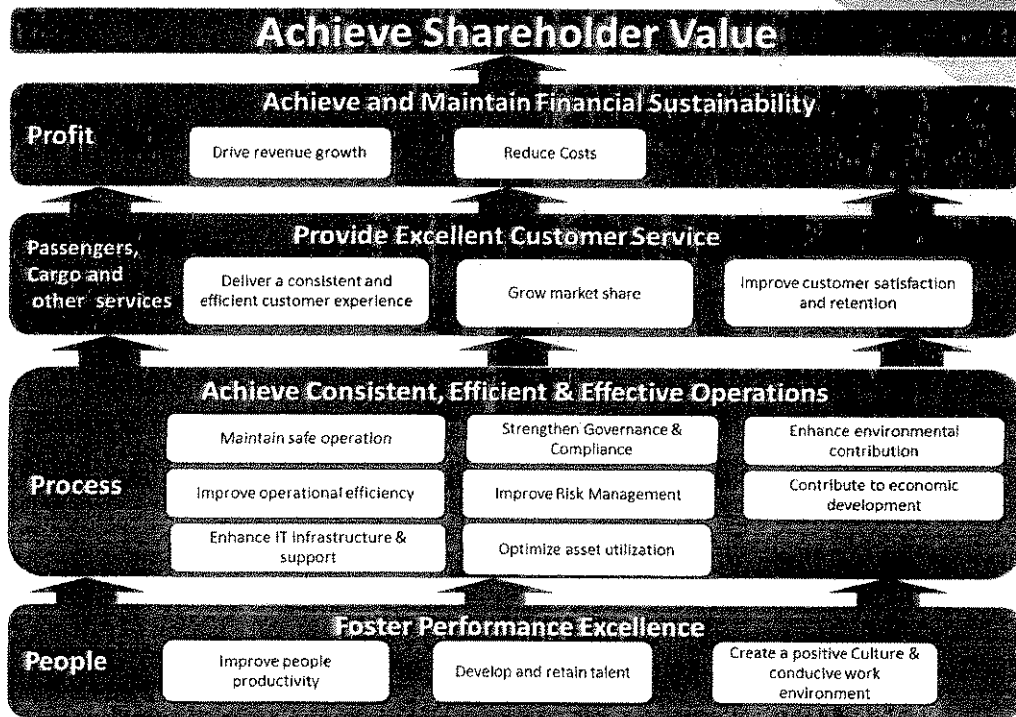 Achieve Shareholder Value
Achieve and Maintain Financial Sustainability
Profit
Drive revenue growth
Reduce Costs
Provide Excellent Customer Service
Passengers,
Cargo and
other services
Deliver a consistent and
efficient customer experience
Grow market share
Improve customer satisfaction
and retention
Achieve Consistent, Efficient & Effective Operations
Process
Maintain safe operation
Strengthen Governance &
Compliance
Enhance environmental
contribution
Improve operational efficiency
Improve Risk Management
Contribute to economic
development
Enhance IT infrastructure &
support
Optimize asset utilization
Foster Performance Excellence
People
Improve people
productivity
Develop and retain talent
Create a positive Culture &
conducive work
environment